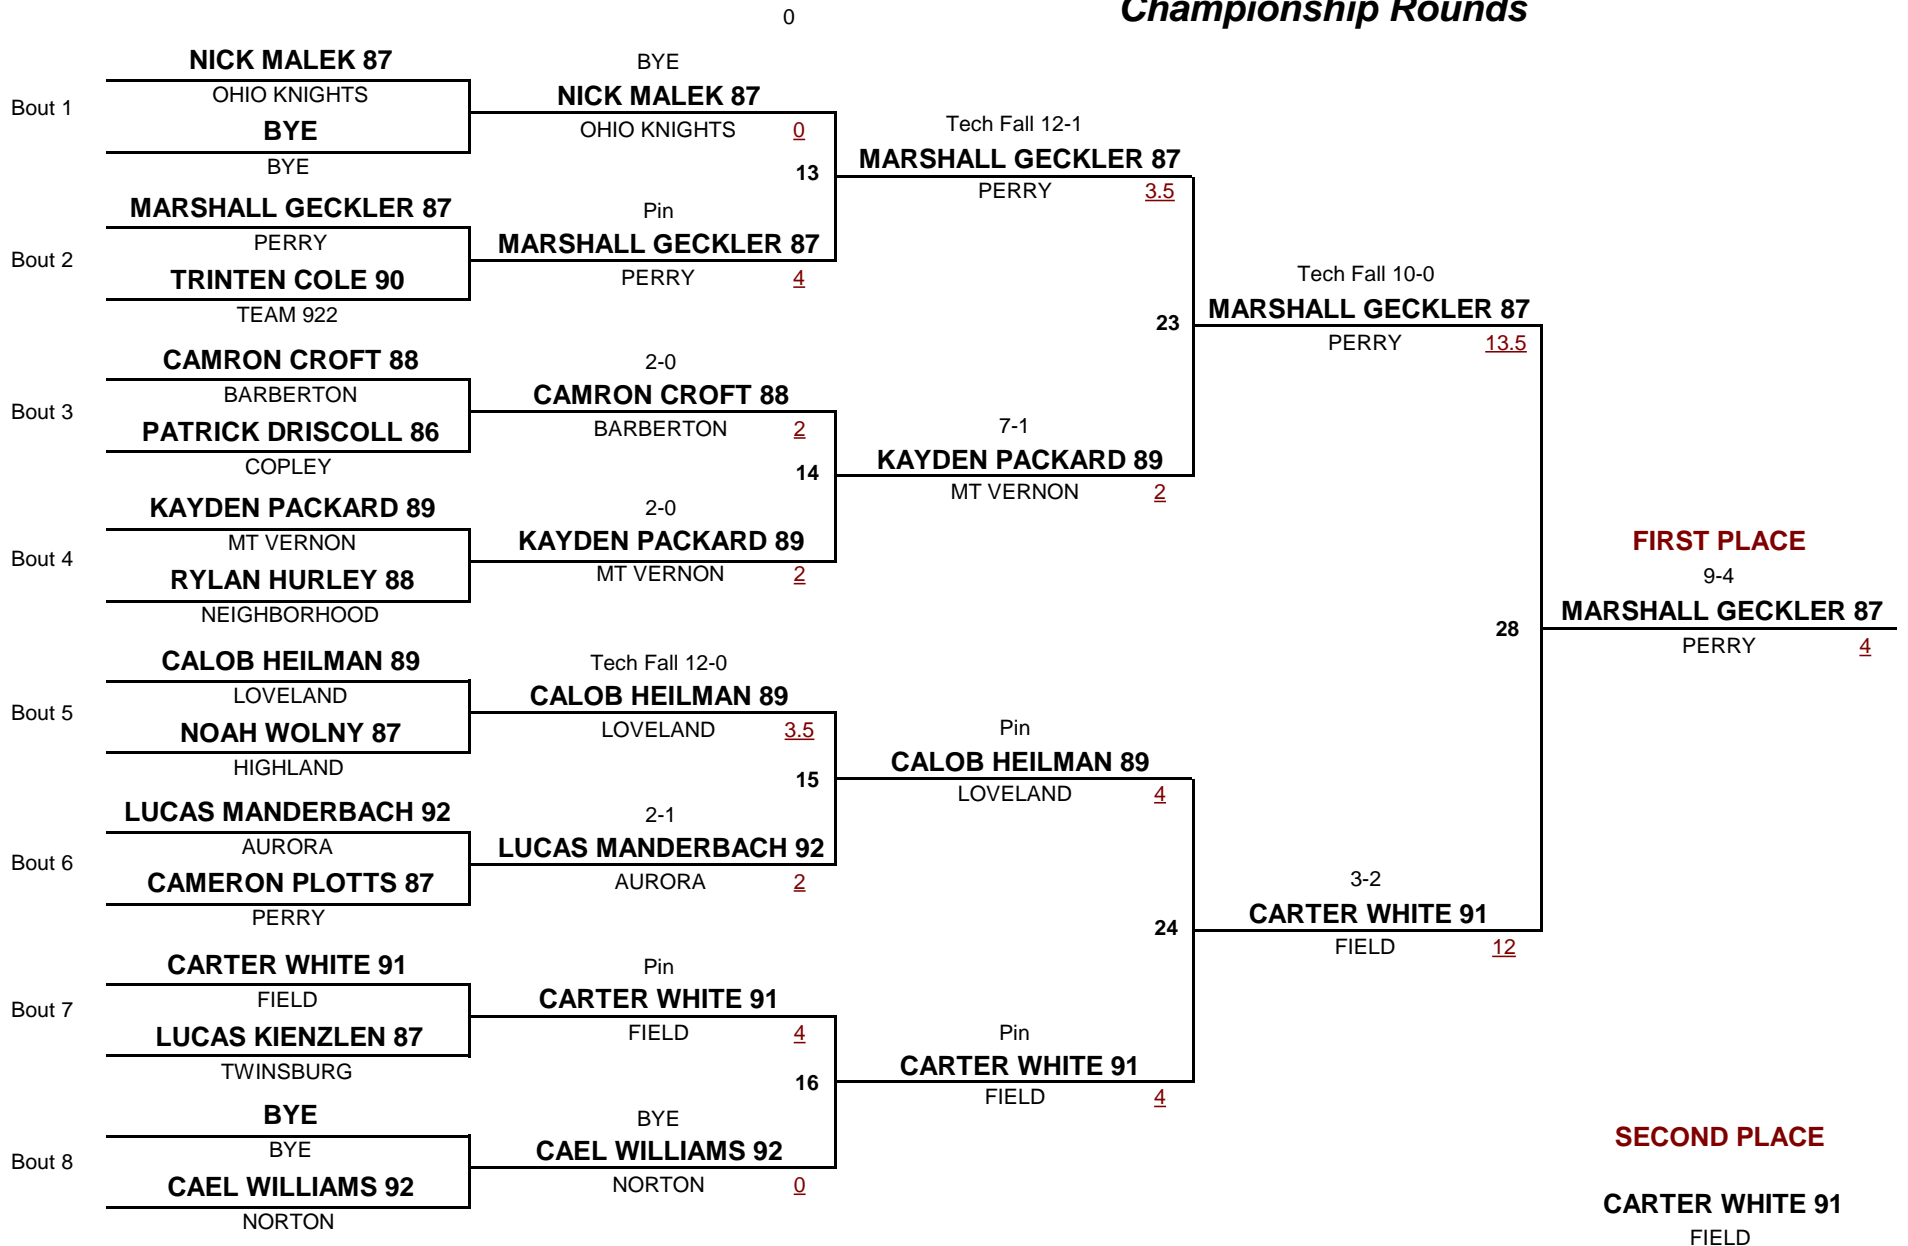 0
Championship Rounds
NICK MALEK 87
OHIO KNIGHTS
Bout 1
BYE
BYE
MARSHALL GECKLER 87
PERRY
Bout 2
TRINTEN COLE 90
TEAM 922
CAMRON CROFT 88
BARBERTON
Bout 3
PATRICK DRISCOLL 86
COPLEY
KAYDEN PACKARD 89
MT VERNON
Bout 4
RYLAN HURLEY 88
NEIGHBORHOOD
CALOB HEILMAN 89
LOVELAND
Bout 5
NOAH WOLNY 87
HIGHLAND
LUCAS MANDERBACH 92
AURORA
Bout 6
CAMERON PLOTTS 87
PERRY
CARTER WHITE 91
FIELD
Bout 7
LUCAS KIENZLEN 87
TWINSBURG
BYE
BYE
Bout 8
CAEL WILLIAMS 92
NORTON
BYE
NICK MALEK 87
OHIO KNIGHTS 0
13
Pin
MARSHALL GECKLER 87
PERRY 4
2-0
CAMRON CROFT 88
BARBERTON 2
14
2-0
KAYDEN PACKARD 89
MT VERNON 2
Tech Fall 12-0
CALOB HEILMAN 89
LOVELAND 3.5
15
2-1
LUCAS MANDERBACH 92
AURORA 2
Pin
CARTER WHITE 91
FIELD 4
16
BYE
CAEL WILLIAMS 92
NORTON 0
Tech Fall 12-1
MARSHALL GECKLER 87
PERRY 3.5
23
7-1
KAYDEN PACKARD 89
MT VERNON 2
Pin
CALOB HEILMAN 89
LOVELAND 4
24
Pin
CARTER WHITE 91
FIELD 4
Tech Fall 10-0
MARSHALL GECKLER 87
PERRY 13.5
28
3-2
CARTER WHITE 91
FIELD 12
FIRST PLACE
9-4
MARSHALL GECKLER 87
PERRY 4
SECOND PLACE
CARTER WHITE 91
FIELD